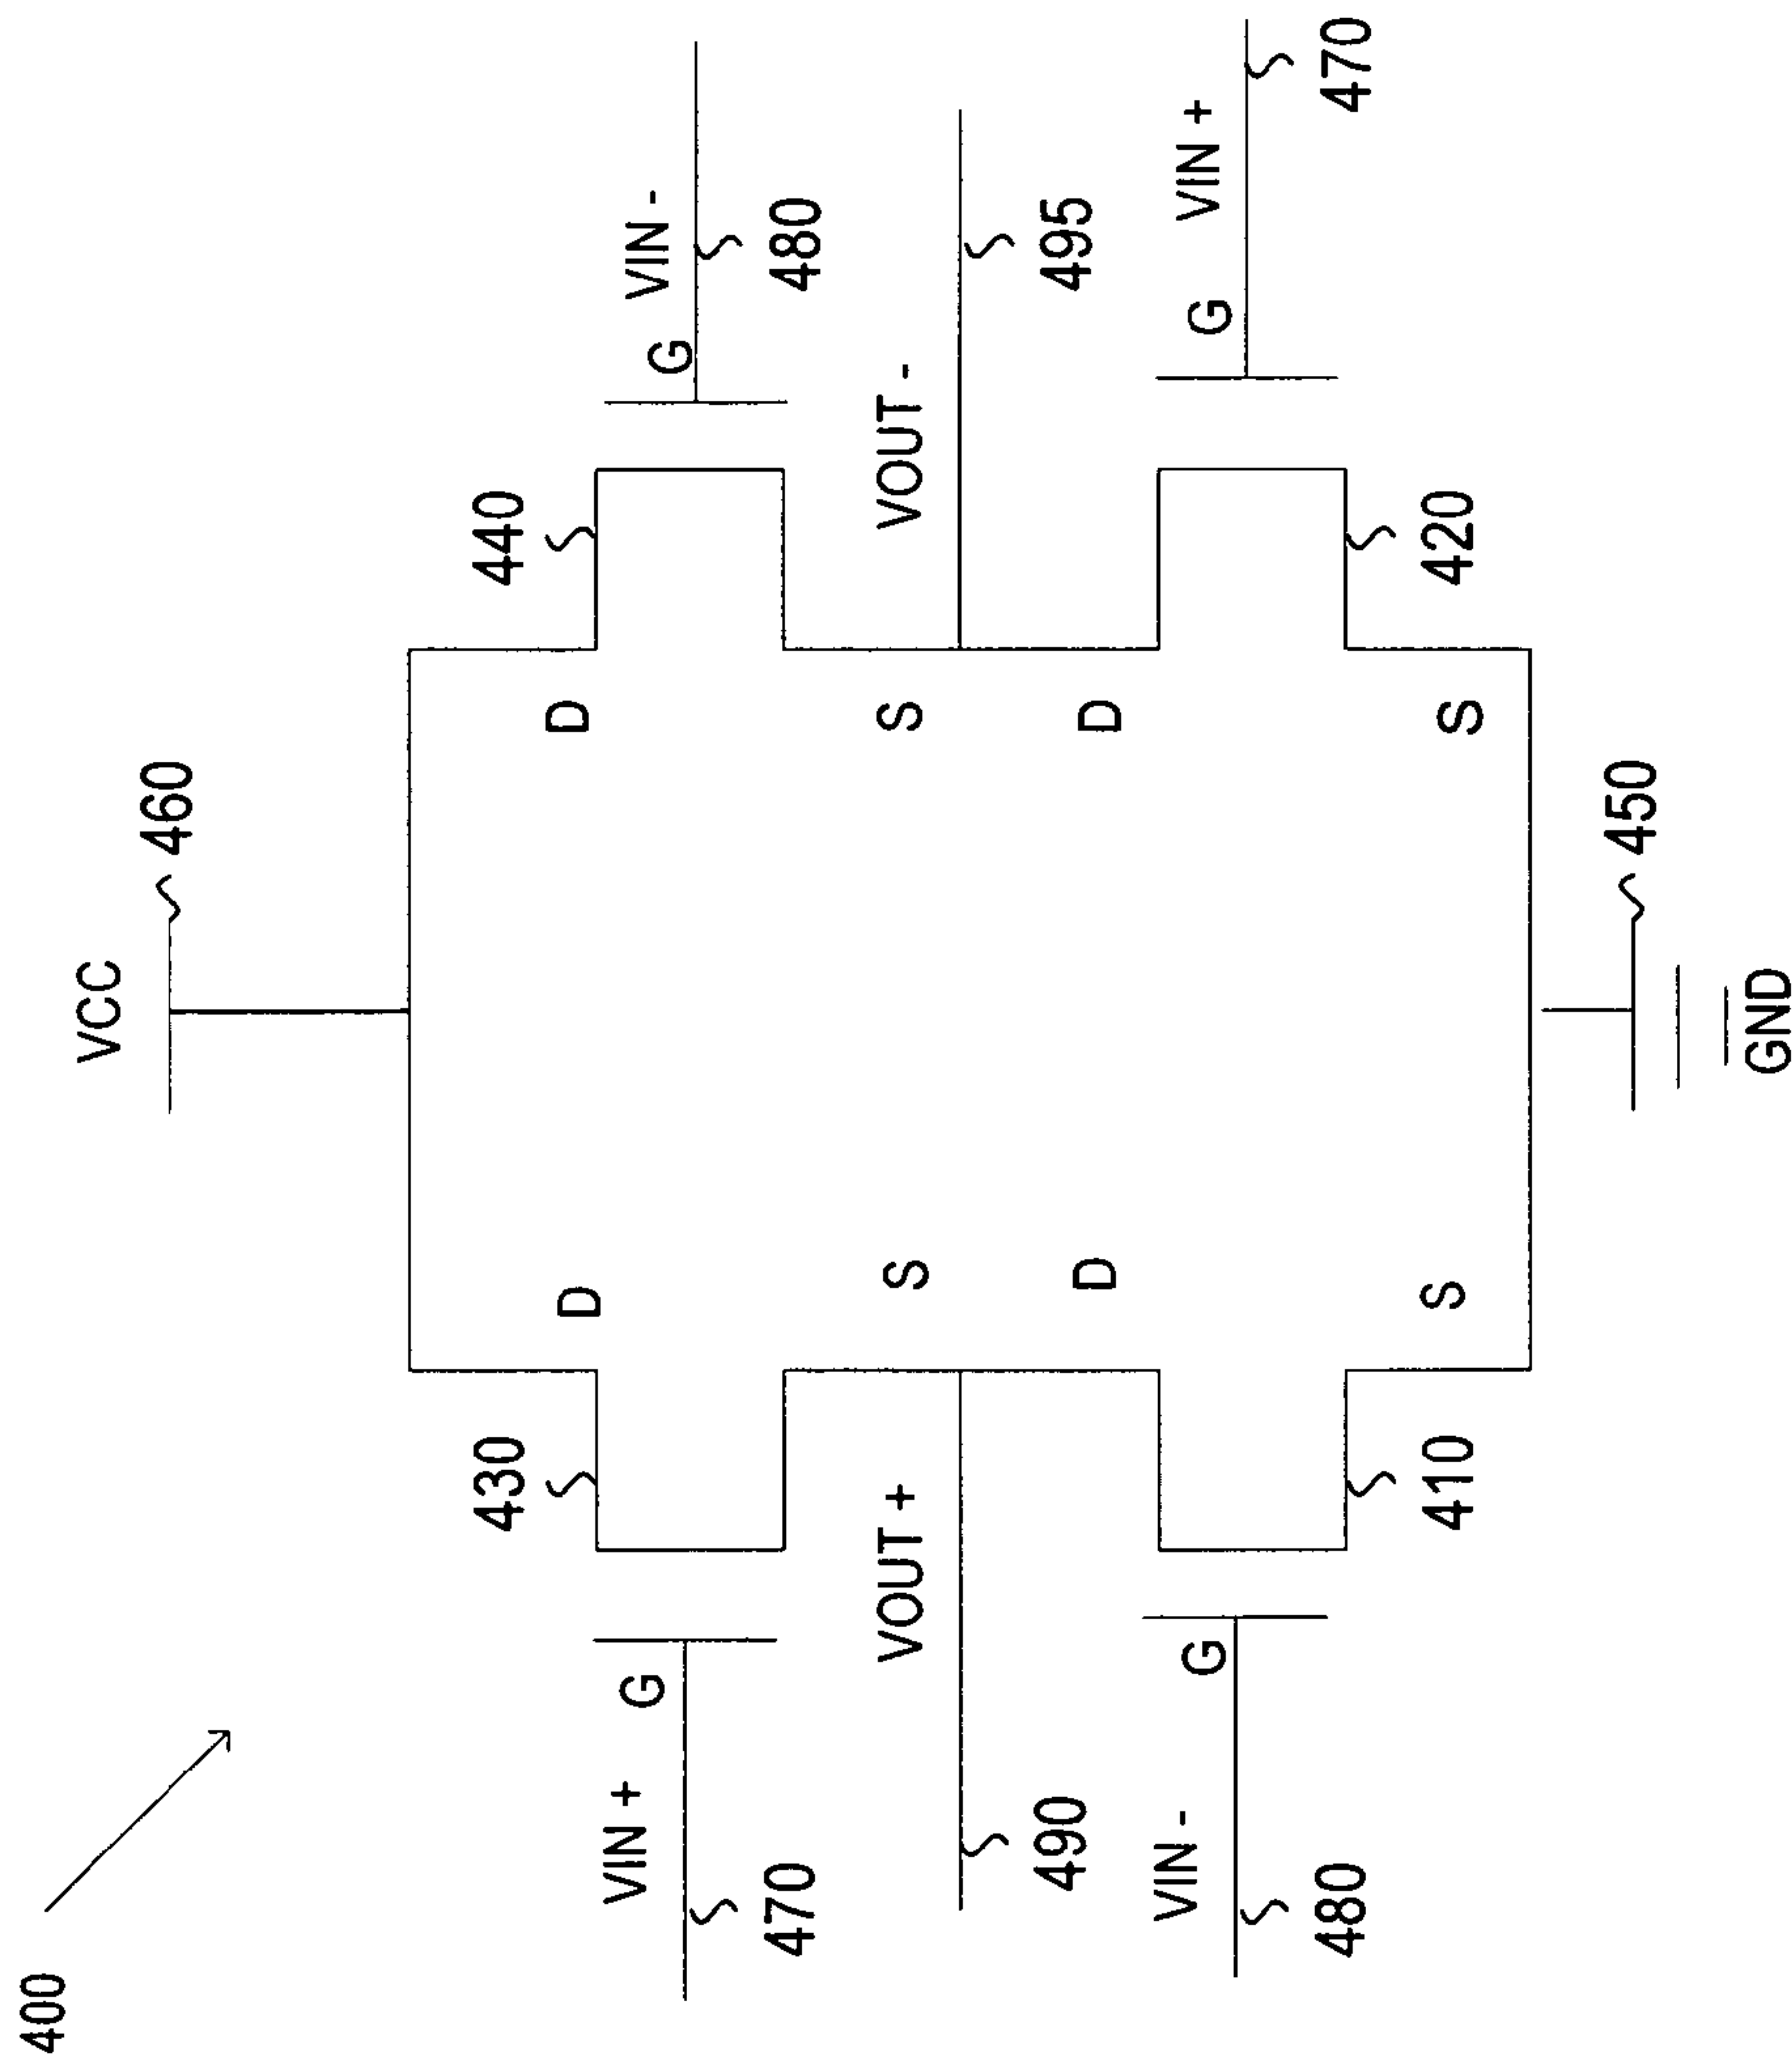 400
VCC
460
430
440
D
D
VIN +
G
G
VIN -
470
480
VOUT +
S
S
VOUT -
490
495
D
D
VIN -
G
G
VIN +
480
470
410
S
S
420
450
GND